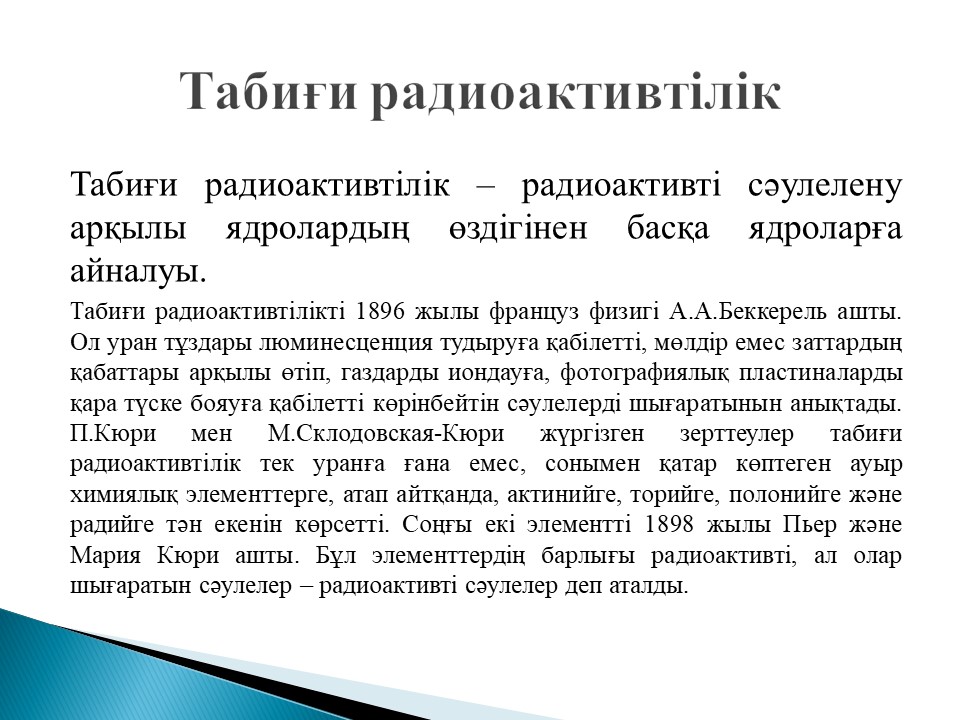 Табиғи радиоактивтілік
Табиғи радиоактивтілік – радиоактивті сәулелену
арқылы ядролардың өздігінен басқа ядроларға
айналуы.
Табиғи радиоактивтілікті 1896 жылы француз физигі А.А.Беккерель ашты.
Ол уран тұздары люминесценция тудыруға қабілетті, мөлдір емес заттардың
қабаттары арқылы өтіп, газдарды иондауға, фотографиялық пластиналарды
қара түске бояуға қабілетті көрінбейтін сәулелерді шығаратынын анықтады.
П.Кюри мен М.Склодовская-Кюри жүргізген зерттеулер табиғи
радиоактивтілік тек уранға ғана емес, сонымен қатар көптеген ауыр
химиялық элементтерге, атап айтқанда, актинийге, торийге, полонийге және
радийге тән екенін көрсетті. Соңғы екі элементті 1898 жылы Пьер және
Мария Кюри ашты. Бұл элементтердің барлығы радиоактивті, ал олар
шығаратын сәулелер – радиоактивті сәулелер деп аталды.